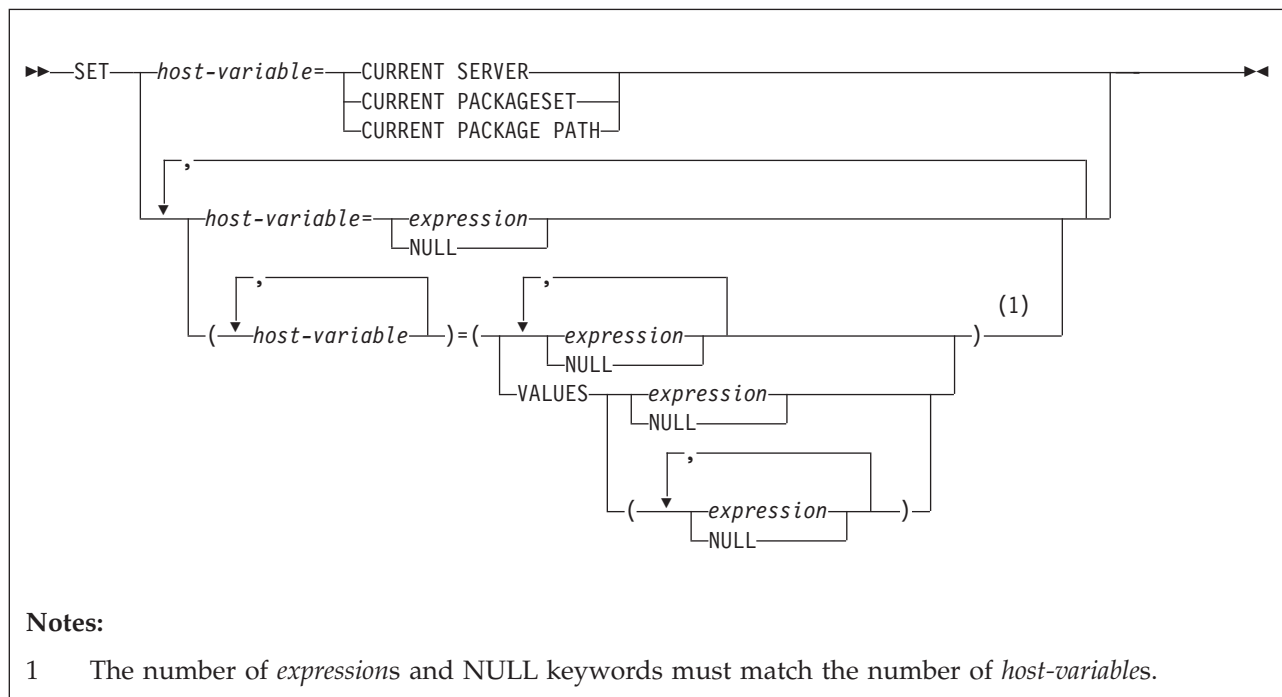 SET host-variable= CURRENT SERVER
CURRENT PACKAGESET
CURRENT PACKAGE PATH
,
host-variable= expression
NULL
, ,
( host-variable )=( expression ) (1)
NULL
VALUES expression
NULL
,
( expression )
NULL
Notes:
1 The number of expressions and NULL keywords must match the number of host-variables.